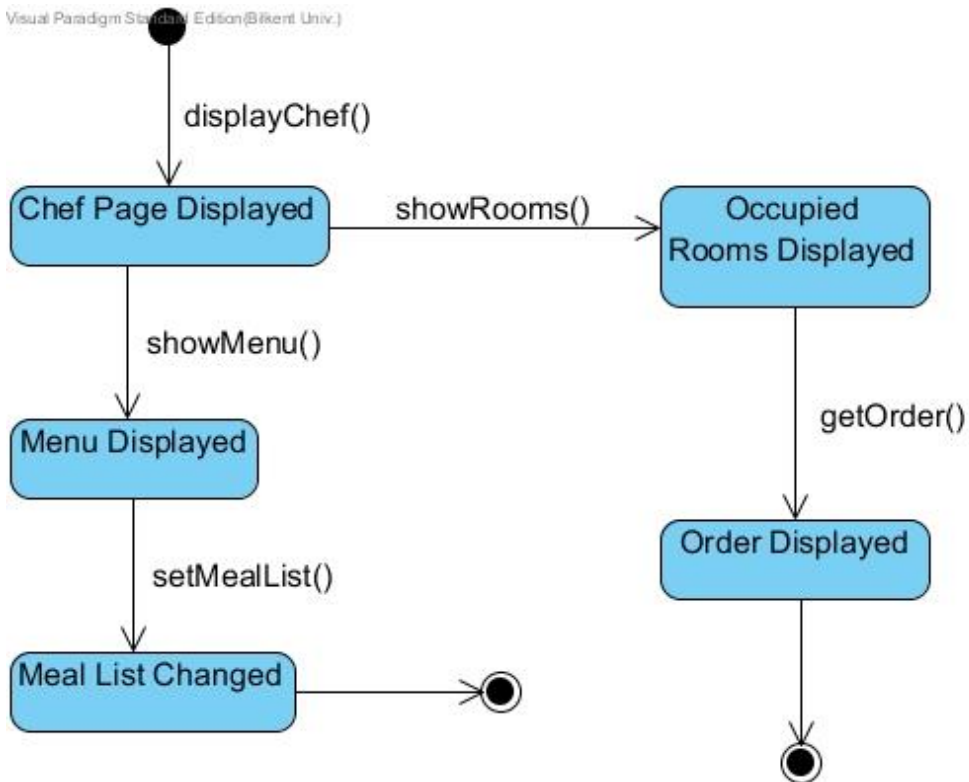 Visual Paradigm Standard Edition(Bilkent Univ.)
displayChef()
Chef Page Displayed
showRooms()
Occupied
Rooms Displayed
showMenu()
Menu Displayed
getOrder()
Order Displayed
setMealList()
Meal List Changed